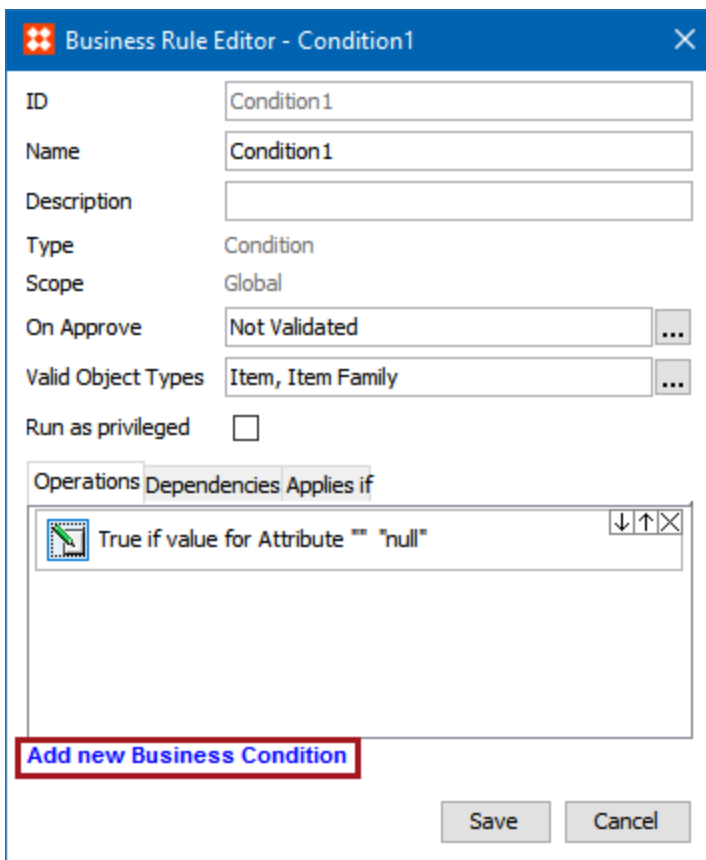 Business Rule Editor - Condition1
ID Condition1
Name Condition1
Description
Type Condition
Scope Global
On Approve Not Validated ...
Valid Object Types Item, Item Family ...
Run as privileged
Operations Dependencies Applies if
True if value for Attribute "" "null"
Add new Business Condition
Save Cancel